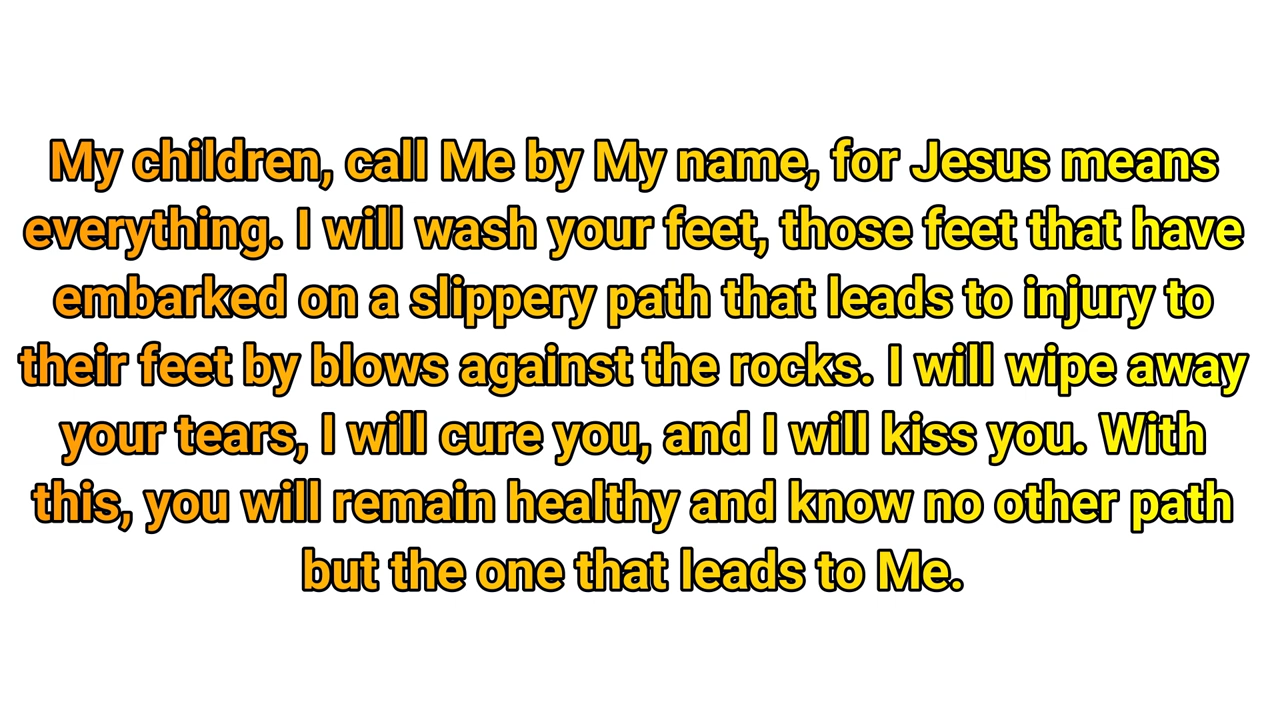 My children, call Me by My name, for Jesus means
everything. I will wash your feet, those feet that have
embarked on a slippery path that leads to injury to
their feet by blows against the rocks. I will wipe away
your tears, I will cure you, and I will kiss you. With
this, you will remain healthy and know no other path
but the one that leads to Me.